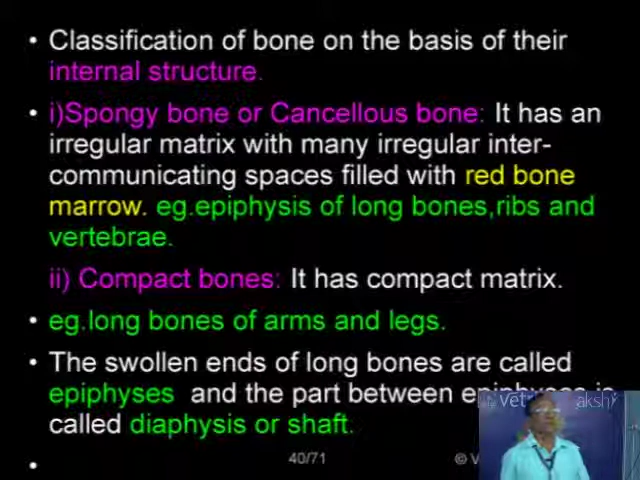 • Classification of bone on the basis of their
internal structure.
• i)Spongy bone or Cancellous bone: It has an
irregular matrix with many irregular inter-
communicating spaces filled with red bone
marrow. eg.epiphysis of long bones,ribs and
vertebrae.
ii) Compact bones: It has compact matrix.
• eg.long bones of arms and legs.
• The swollen ends of long bones are called
epiphyses and the part between epiphyses is
called diaphysis or shaft.
•
40/71
©